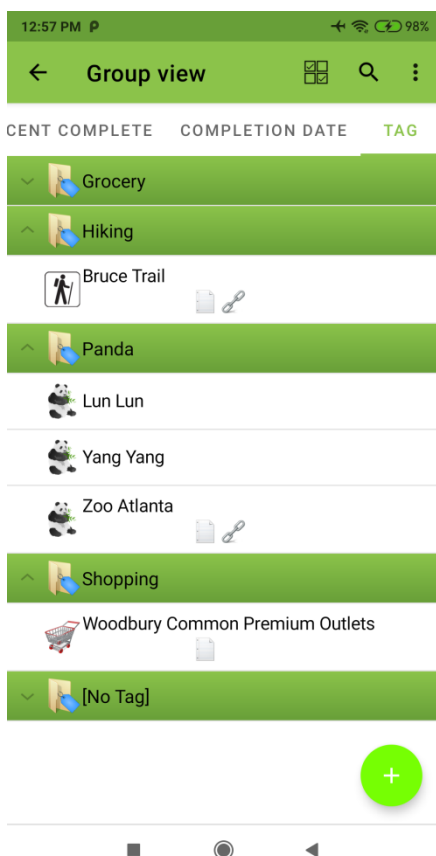 12:57 PM
98%
Group view
CENT COMPLETE COMPLETION DATE TAG
Grocery
Hiking
Bruce Trail
Panda
Lun Lun
Yang Yang
Zoo Atlanta
Shopping
Woodbury Common Premium Outlets
[No Tag]